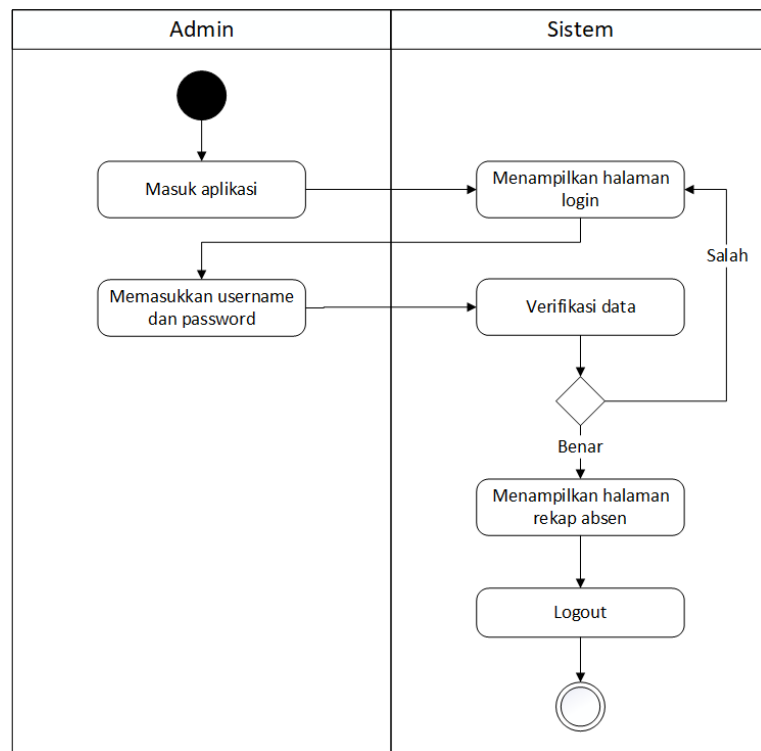 Admin
Sistem
Masuk aplikasi
Menampilkan halaman
login
Salah
Memasukkan username
dan password
Verifikasi data
Benar
Menampilkan halaman
rekap absen
Logout